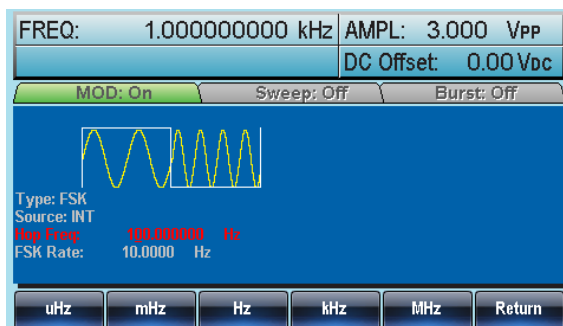 FREQ: 1.000000000 kHz AMPL: 3.000 VPP
DC Offset: 0.00 VDC
MOD: On Sweep: Off Burst: Off
Type: FSK
Source: INT
Hop Freq: 100.000000 Hz
FSK Rate: 10.0000 Hz
uHz mHz Hz kHz MHz Return